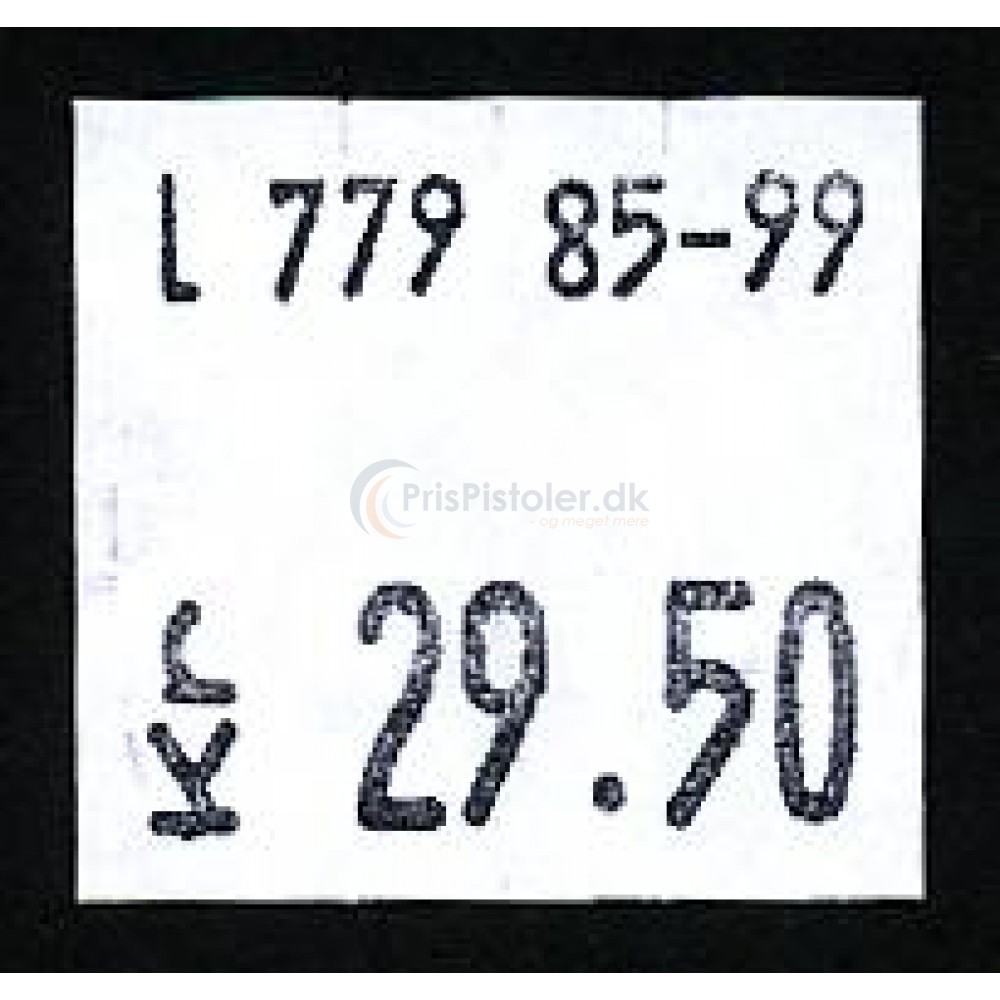 L 779 85-99
PrisPistoler.dk
- og meget mere
Kr 29.50